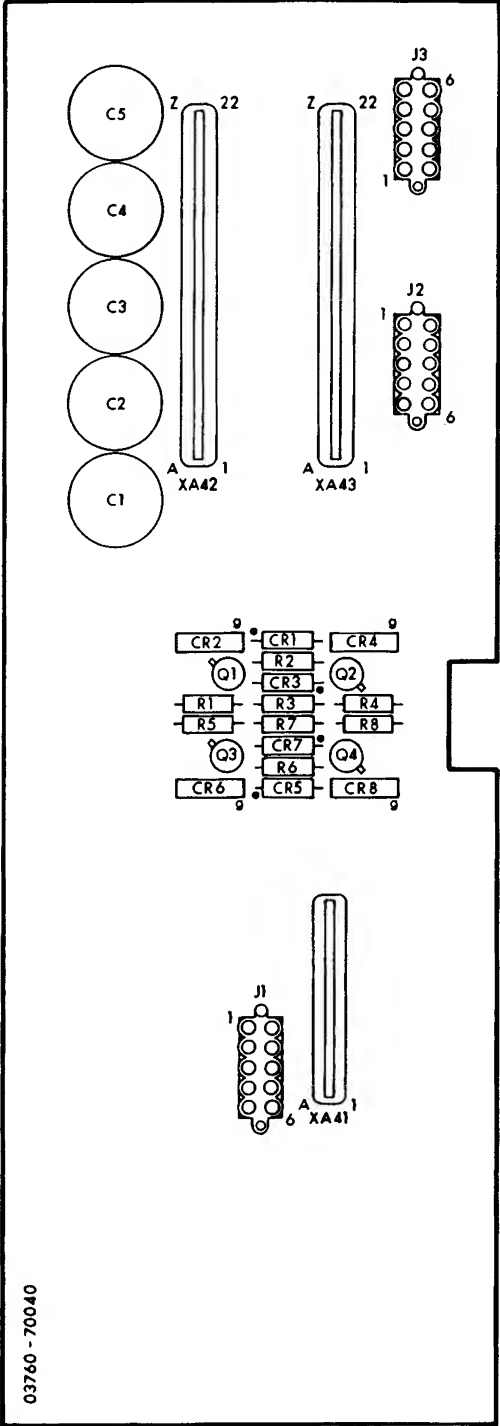 J3
6
1
C5
Z 22
Z 22
C4
C3
J2
1
6
C2
A 1
XA42
A 1
XA43
C1
9
9
CR2
CR1
CR4
R2
Q1
CR3
Q2
R1
R3
R4
R5
R7
R8
Q3
CR7
Q4
R6
CR6
CR5
CR8
9
9
J1
1
6
A 1
XA41
03760 - 70040